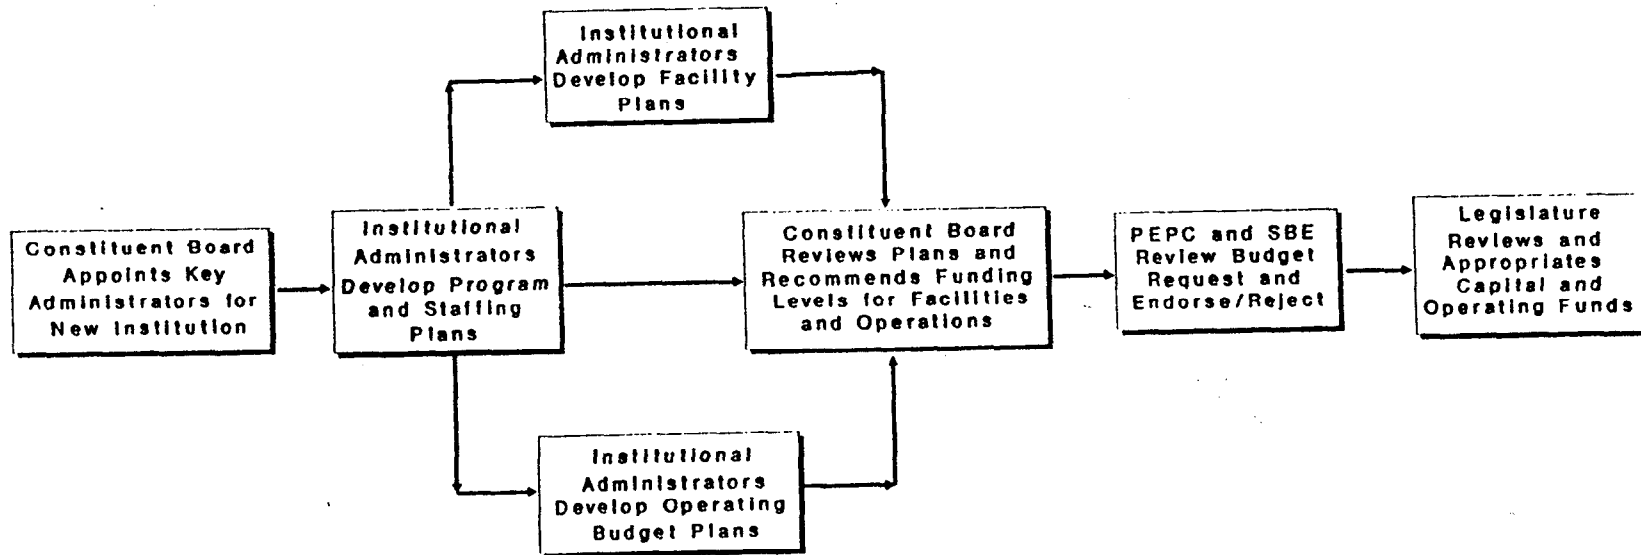 Institutional
Administrators
Develop Facility
Plans
Constituent Board
Appoints Key
Administrators for
New Institution
Institutional
Administrators
Develop Program
and Staffing
Plans
Constituent Board
Reviews Plans and
Recommends Funding
Levels for Facilities
and Operations
PEPC and SBE
Review Budget
Request and
Endorse/Reject
Legislature
Reviews and
Appropriates
Capital and
Operating Funds
Institutional
Administrators
Develop Operating
Budget Plans